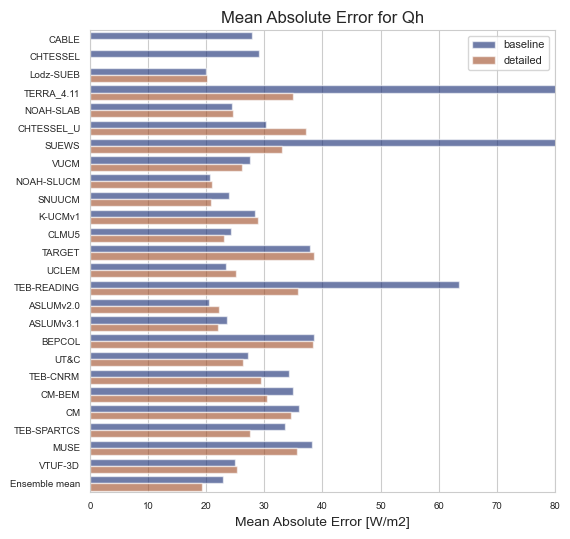 Mean Absolute Error for Qh
baseline
detailed
CABLE
CHTESSEL
Lodz-SUEB
TERRA_4.11
NOAH-SLAB
CHTESSEL_U
SUEWS
VUCM
NOAH-SLUCM
SNUUCM
K-UCMv1
CLMU5
TARGET
UCLEM
TEB-READING
ASLUMv2.0
ASLUMv3.1
BEPCOL
UT&C
TEB-CNRM
CM-BEM
CM
TEB-SPARTCS
MUSE
VTUF-3D
Ensemble mean
0 10 20 30 40 50 60 70 80
Mean Absolute Error [W/m2]